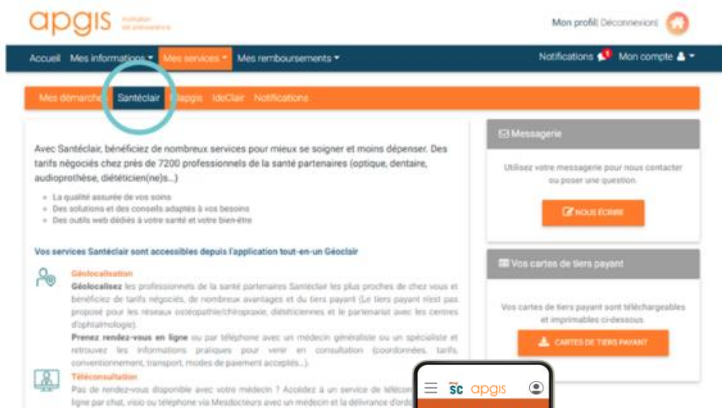 apgis institution de prévoyance
Mon profil| Déconnexion|
Accueil Mes informations Mes services Mes remboursements Notifications Mon compte
Mes démarches Santéclair IdeClair Notifications
Avec Santéclair, bénéficiez de nombreux services pour mieux se soigner et moins dépenser. Des
tarifs négociés chez près de 7200 professionnels de la santé partenaires (optique, dentaire,
audioprothèse, diététicien(ne)s...)
La qualité assurée de vos soins
Des solutions et des conseils adaptés à vos besoins
Des outils web dédiés à votre santé et votre bien-être
Vos services Santéclair sont accessibles depuis l'application tout-en-un Géoclair
Géolocalisation
Géolocalisez les professionnels de la santé partenaires Santéclair les plus proches de chez vous et
bénéficiez de tarifs négociés, de nombreux avantages et du tiers payant (Le tiers payant n'est pas
proposé pour les réseaux ostéopathie/chiropraxie, diététiciennes et le partenariat avec les centres
d'ophtalmologie).
Prenez rendez-vous en ligne ou par téléphone avec un médecin généraliste ou un spécialiste et
retrouvez les informations pratiques pour venir en consultation (coordonnées, tarifs,
conventionnement, transport, modes de paiement acceptés...).
Téléconsultation
Pas de rendez-vous disponible avec votre médecin ? Accédez à un service de télécon
ligne par chat, visio ou téléphone via Mesdocteurs avec un médecin et la délivrance d'ordo
Messagerie
Utilisez votre messagerie pour nous contacter
ou poser une question.
NOUS ÉCRIRE
Vos cartes de tiers payant
Vos cartes de tiers payant sont téléchargeables
et imprimables ci-dessous
CARTES DE TIERS PAYANT
sc apgis